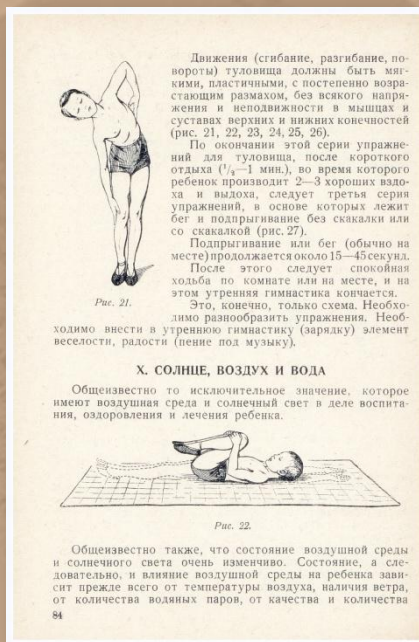 Движения (сгибание, разгибание, по-
вороты) туловища должны быть мяг-
кими, пластичными, с постепенно возра-
стающим размахом, без всякого напря-
жения и неподвижности в мышцах и
суставах верхних и нижних конечностей
(рис. 21, 22, 23, 24, 25, 26).
По окончании этой серии упражне-
ний для туловища, после короткого
отдыха (1/2—1 мин.), во время которого
ребенок производит 2—3 хороших вздо-
ха и выдоха, следует третья серия
упражнений, в основе которых лежит
бег и подпрыгивание без скакалки или
со скакалкой (рис. 27).
Подпрыгивание или бег (обычно на
месте) продолжается около 15—45 секунд.
После этого следует спокойная
ходьба по комнате или на месте, и на
этом утренняя гимнастика кончается.
Рис. 21.
Это, конечно, только схема. Необхо-
димо разнообразить упражнения. Необ-
ходимо внести в утреннюю гимнастику (зарядку) элемент
веселости, радости (пение под музыку).
X. СОЛНЦЕ, ВОЗДУХ И ВОДА
Общеизвестно то исключительное значение, которое
имеют воздушная среда и солнечный свет в деле воспита-
ния, оздоровления и лечения ребенка.
Рис. 22.
Общеизвестно также, что состояние воздушной среды
и солнечного света очень изменчиво. Состояние, а сле-
довательно, и влияние воздушной среды на ребенка зави-
сит прежде всего от температуры воздуха, наличия ветра,
от количества водяных паров, от качества и количества
84